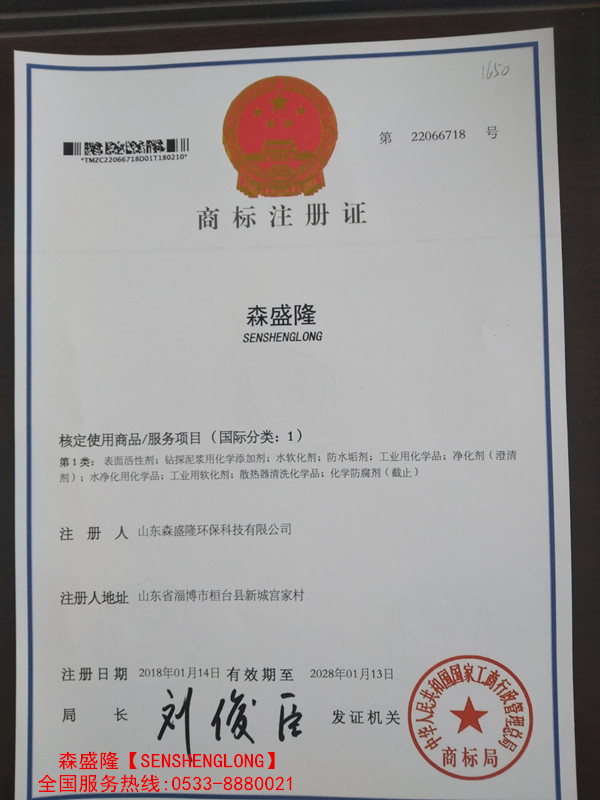 1650
第 22066718 号
*TMZC22066718D01T180210*
商标注册证
森盛隆
SENSHENGLONG
核定使用商品/服务项目（国际分类：1）
第1类：表面活性剂；钻探泥浆用化学添加剂；水软化剂；防水垢剂；工业用化学品；净化剂（澄清
剂）；水净化用化学品；工业用软化剂；散热器清洗化学品；化学防腐剂（截止）
注册人 山东森盛隆环保科技有限公司
注册人地址 山东省淄博市桓台县新城宫家村
注册日期 2018年01月14日 有效期至 2028年01月13日
局长 刘俊臣 发证机关
中华人民共和国国家工商行政管理总局
商标局
森盛隆【SENSHENGLONG】
全国服务热线:0533-8880021